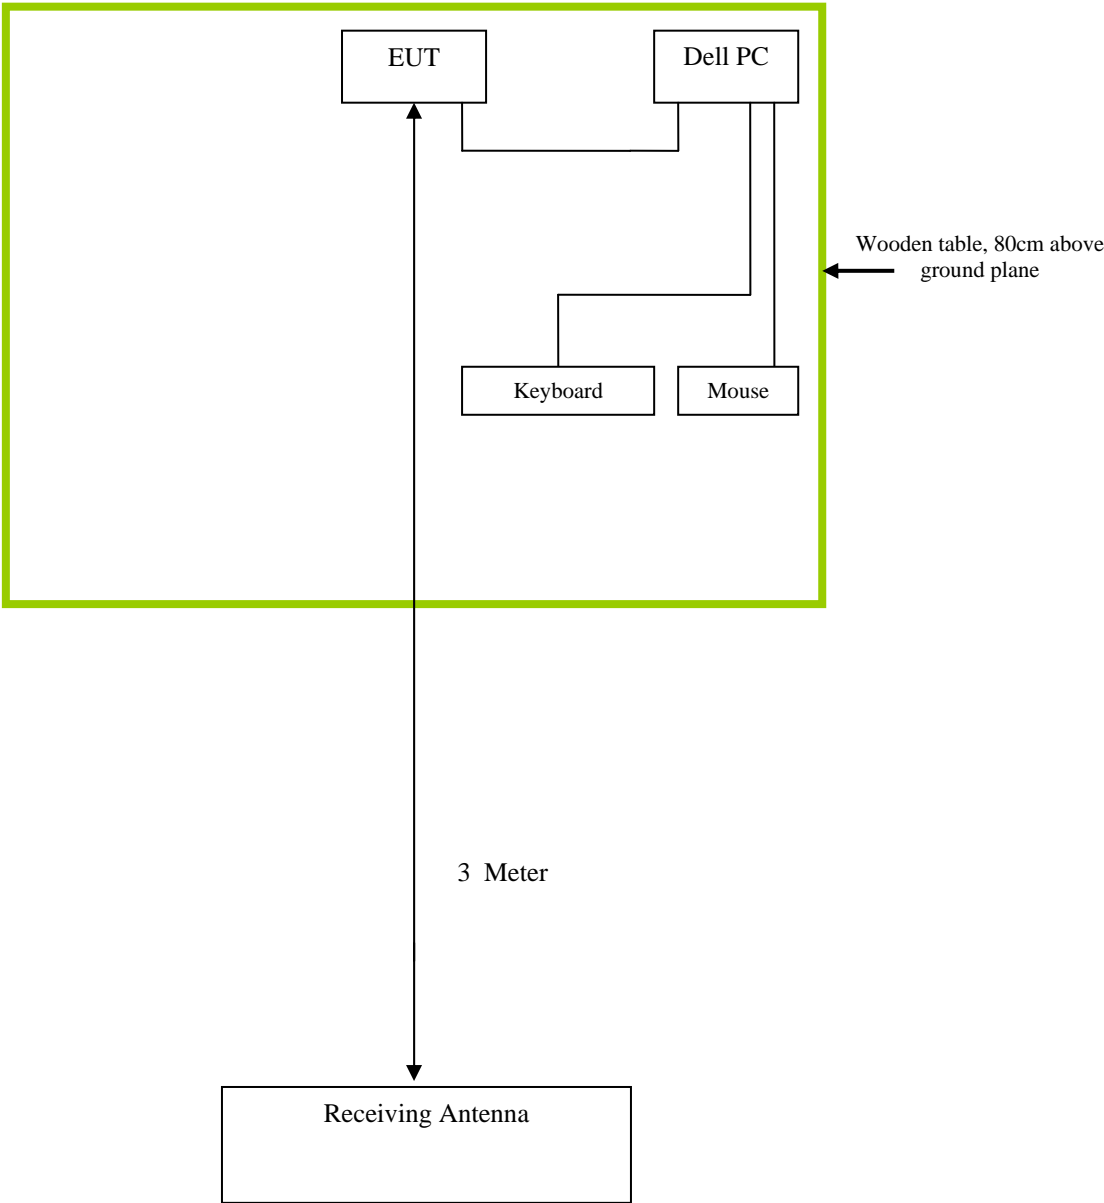 EUT
Dell PC
Wooden table, 80cm above
ground plane
Keyboard
Mouse
3 Meter
Receiving Antenna